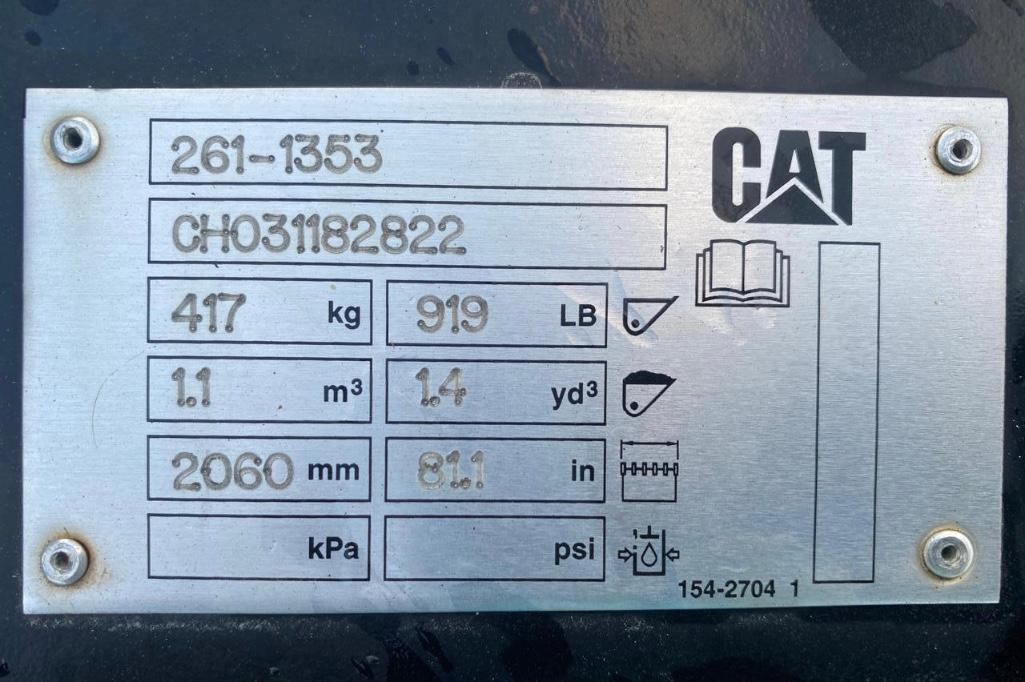 261-1353
CAT
CH031182822
417 kg 919 LB
1.1 m³ 1.4 yd³
2060 mm 81.1 in
kPa psi
154-2704 1